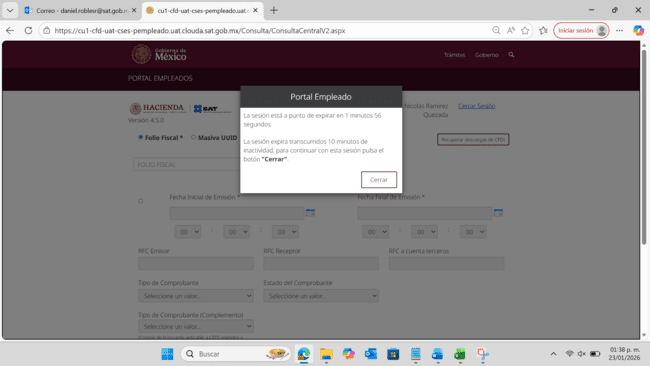 Correo - daniel.roblesr@sat.gob.m
cu1-cfd-uat-cses-pempleado.uat.c
https://cu1-cfd-uat-cses-pempleado.uat.clouda.sat.gob.mx/Consulta/ConsultaCentralV2.aspx
Iniciar sesión
Gobierno de
México
Trámites
Gobierno
PORTAL EMPLEADOS
Portal Empleado
La sesión está a punto de expirar en 1 minutos 56
segundos.
La sesión expira transcurridos 10 minutos de
inactividad, para continuar con esta sesión pulsa el
botón "Cerrar".
Cerrar
HACIENDA
SAT
Nicolas Ramirez
Quezada
Cerrar Sesión
Versión 4.5.0
Folio Fiscal *
Masiva UUID
Recuperar descargas de CFDI
FOLIO FISCAL
Fecha Inicial de Emisión *
Fecha Final de Emisión *
00 : 00 : 00
00 : 00 : 00
RFC Emisor
RFC Receptor
RFC a cuenta terceros
Tipo de Comprobante
Estado del Comprobante
Seleccione un valor...
Seleccione un valor...
Tipo de Comprobante (Complemento)
Seleccione un valor...
Buscar
01:38 p. m.
23/01/2026